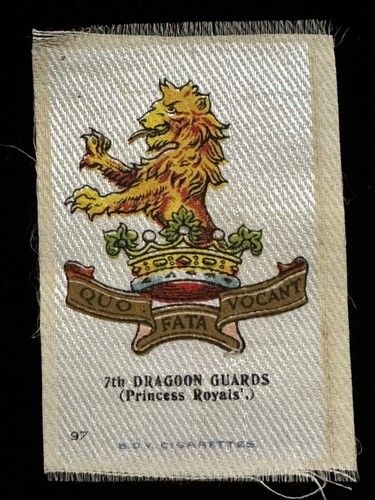 QUO FATA VOCANT
7th DRAGOON GUARDS
(Princess Royals'.)
97
B.D.V. CIGARETTES